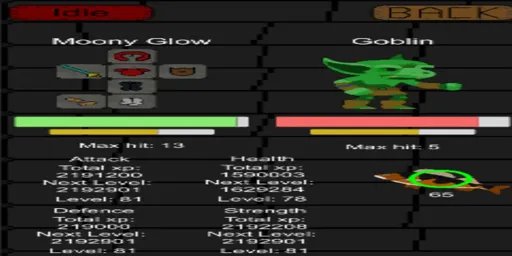 Idle
BACK
Moony Glow
Goblin
Max hit: 13
Max hit: 5
Attack
Total xp:
2191200
Next Level:
2192901
Level: 81
Health
Total xp:
1590003
Next Level:
1629284
Level: 78
65
Defence
Total xp:
219000
Next Level:
2192901
Level: 81
Strength
Total xp:
2192208
Next Level:
2192901
Level: 81